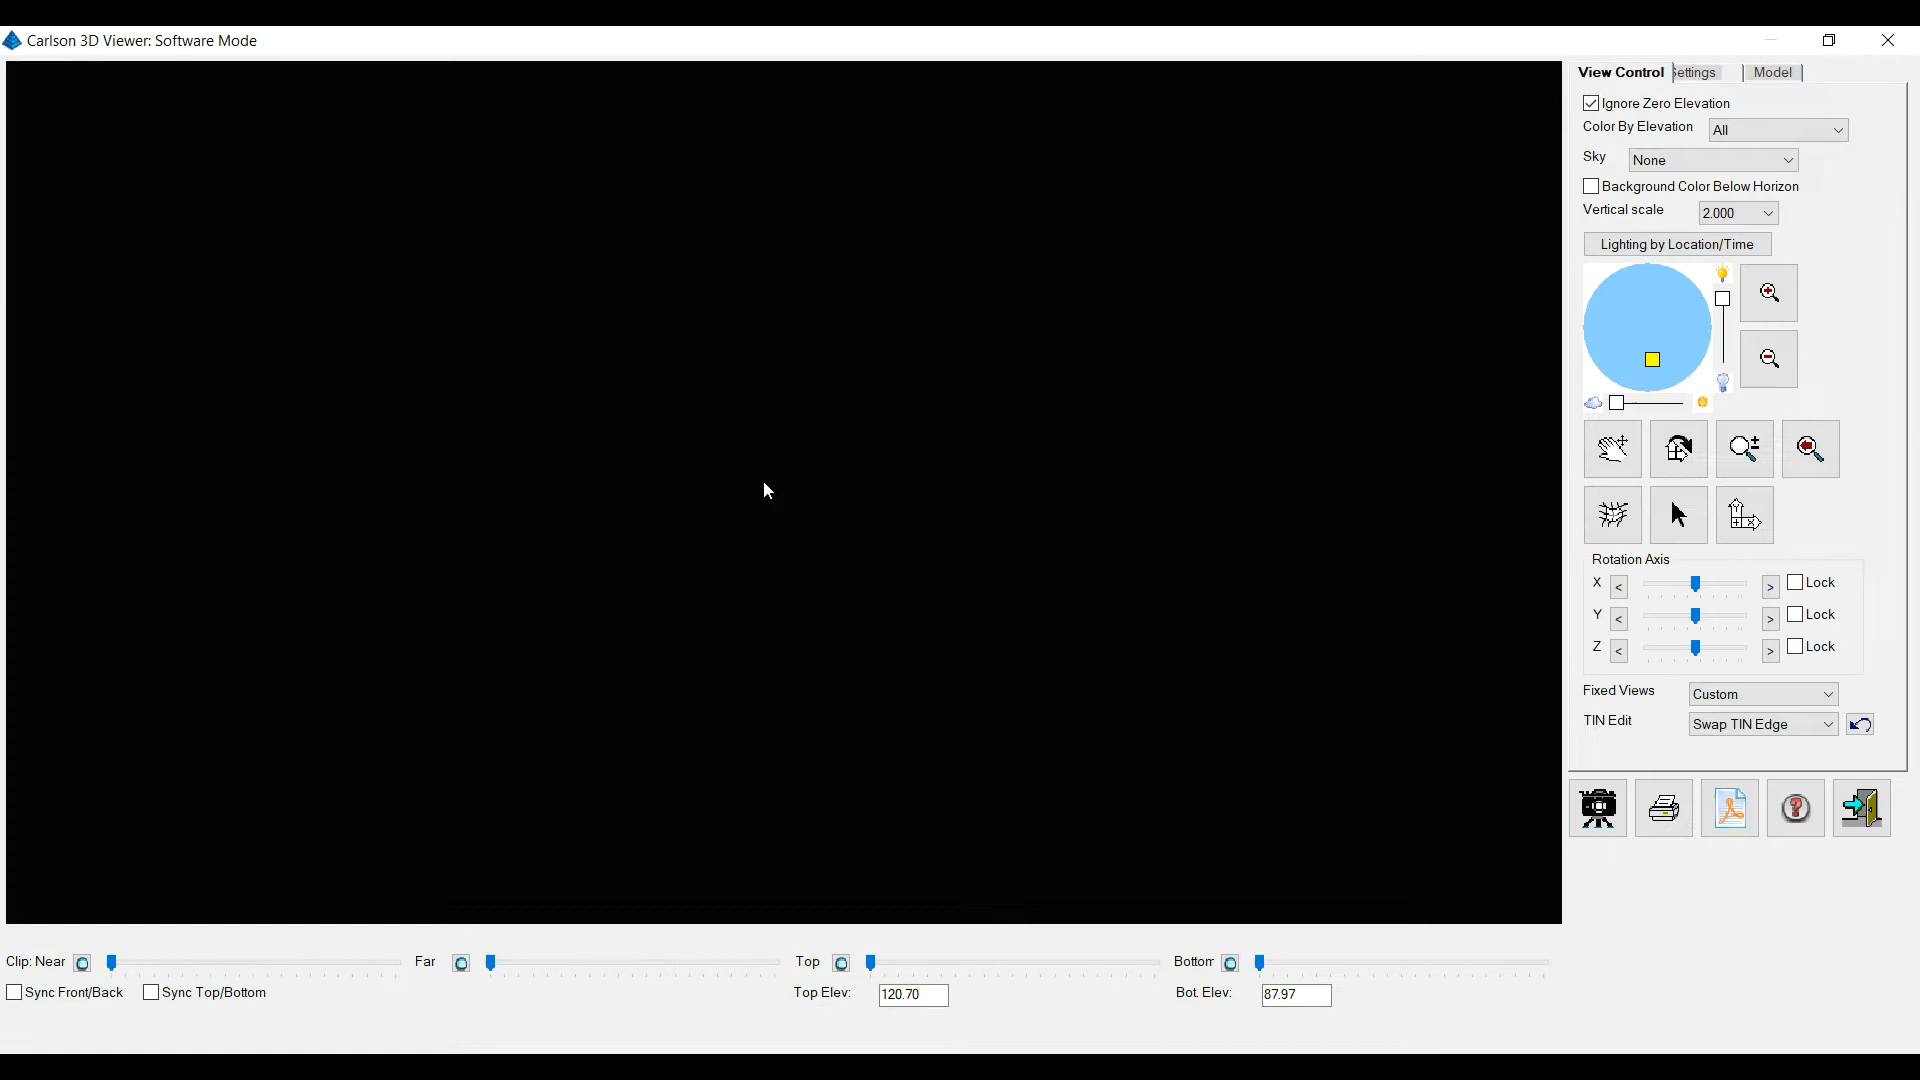 Carlson 3D Viewer: Software Mode
View Control
Settings
Model
Ignore Zero Elevation
Color By Elevation
All
Sky
None
Background Color Below Horizon
Vertical scale
2.000
Lighting by Location/Time
Rotation Axis
X < > Lock
Y < > Lock
Z < > Lock
Fixed Views
Custom
TIN Edit
Swap TIN Edge
Clip: Near
Far
Top
Bottom
Sync Front/Back
Sync Top/Bottom
Top Elev:
120.70
Bot. Elev:
87.97